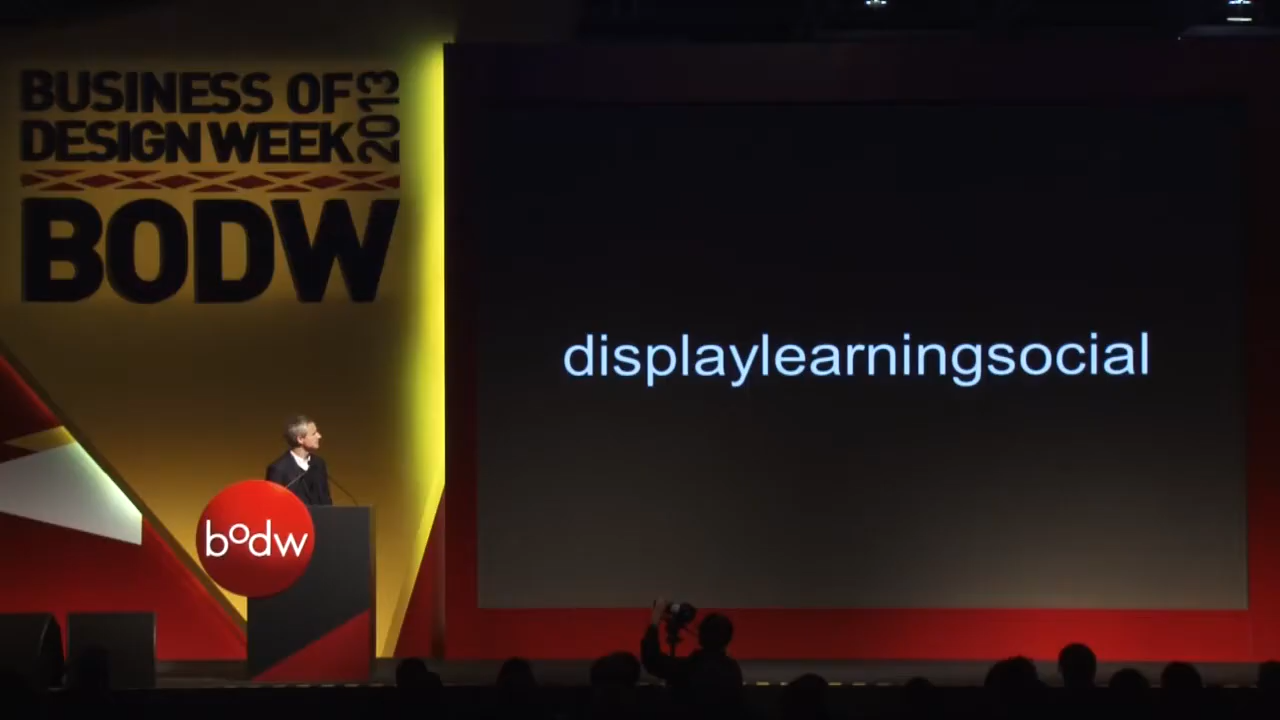 BUSINESS OF
DESIGN WEEK
2013
BODW
displaylearningsocial
bodw